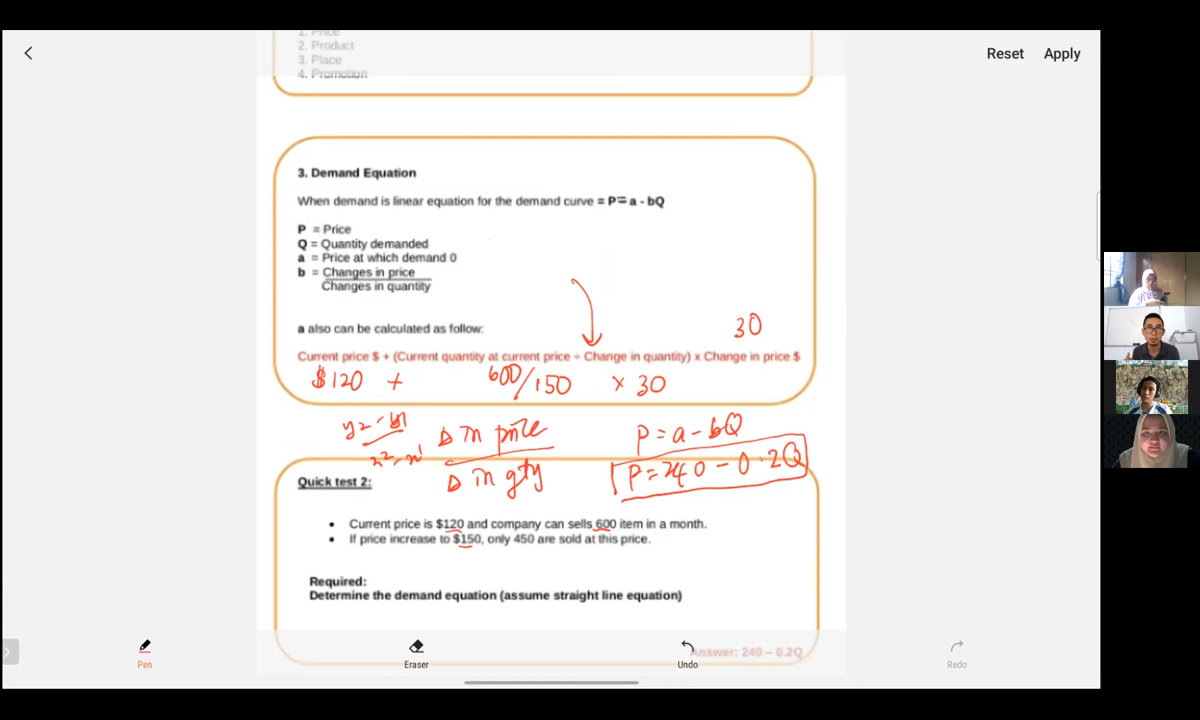 1. Price
2. Product
3. Place
4. Promotion
Reset
Apply
3. Demand Equation
When demand is linear equation for the demand curve = P= a - bQ
P = Price
Q = Quantity demanded
a = Price at which demand 0
b = Changes in price
Changes in quantity
a also can be calculated as follow:
30
Current price $ + (Current quantity at current price ÷ Change in quantity) x Change in price $
$120 + 600/150 x 30
y2 - y1
x2 - x1
Δ in price
Δ in qty
P = a - bQ
P = 240 - 0.2Q
Quick test 2:
• Current price is $120 and company can sells 600 item in a month.
• If price increase to $150, only 450 are sold at this price.
Required:
Determine the demand equation (assume straight line equation)
Answer: 240 – 0.2Q
Pen
Eraser
Undo
Redo